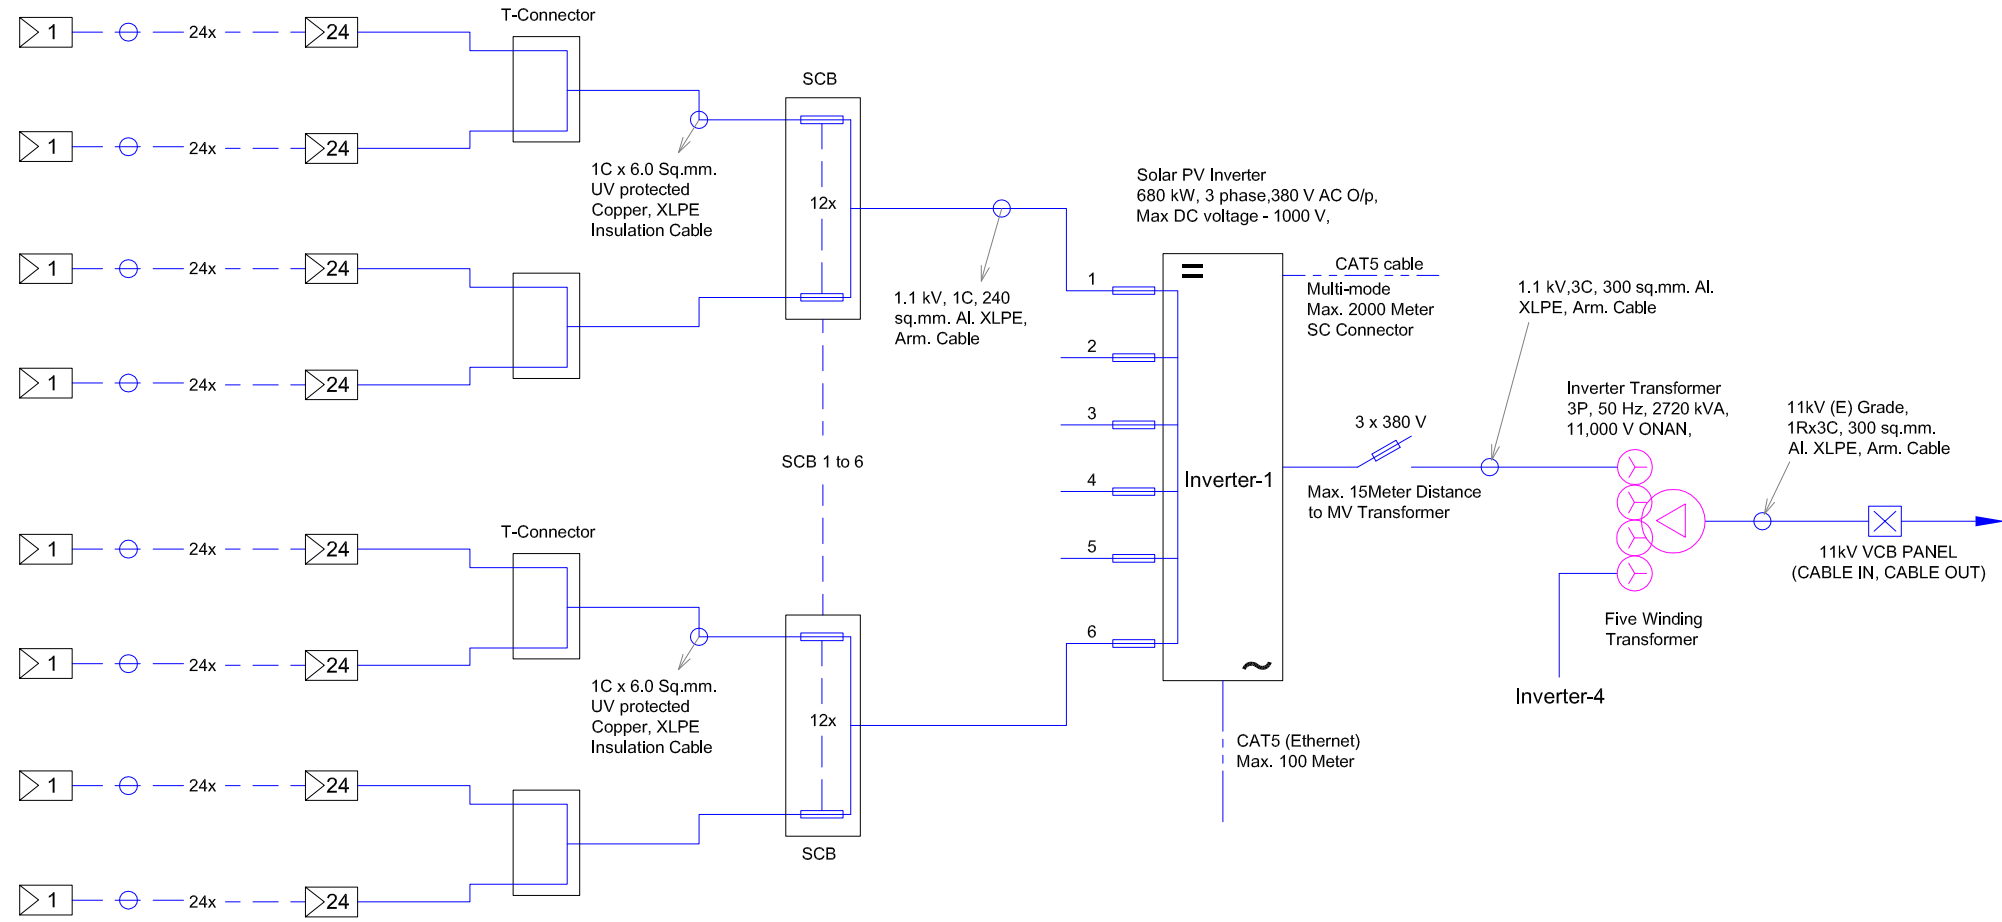 T-Connector
1 24x 24
1 24x 24
1 24x 24
1 24x 24
SCB
12x
1C x 6.0 Sq.mm.
UV protected
Copper, XLPE
Insulation Cable
1.1 kV, 1C, 240
sq.mm. Al. XLPE,
Arm. Cable
SCB 1 to 6
T-Connector
1 24x 24
1 24x 24
1 24x 24
1 24x 24
1C x 6.0 Sq.mm.
UV protected
Copper, XLPE
Insulation Cable
12x
SCB
Solar PV Inverter
680 kW, 3 phase,380 V AC O/p,
Max DC voltage - 1000 V,
1
2
3
4
5
6
Inverter-1
CAT5 cable
Multi-mode
Max. 2000 Meter
SC Connector
CAT5 (Ethernet)
Max. 100 Meter
3 x 380 V
Max. 15Meter Distance
to MV Transformer
1.1 kV,3C, 300 sq.mm. Al.
XLPE, Arm. Cable
Inverter Transformer
3P, 50 Hz, 2720 kVA,
11,000 V ONAN,
Five Winding
Transformer
Inverter-4
11kV (E) Grade,
1Rx3C, 300 sq.mm.
Al. XLPE, Arm. Cable
11kV VCB PANEL
(CABLE IN, CABLE OUT)